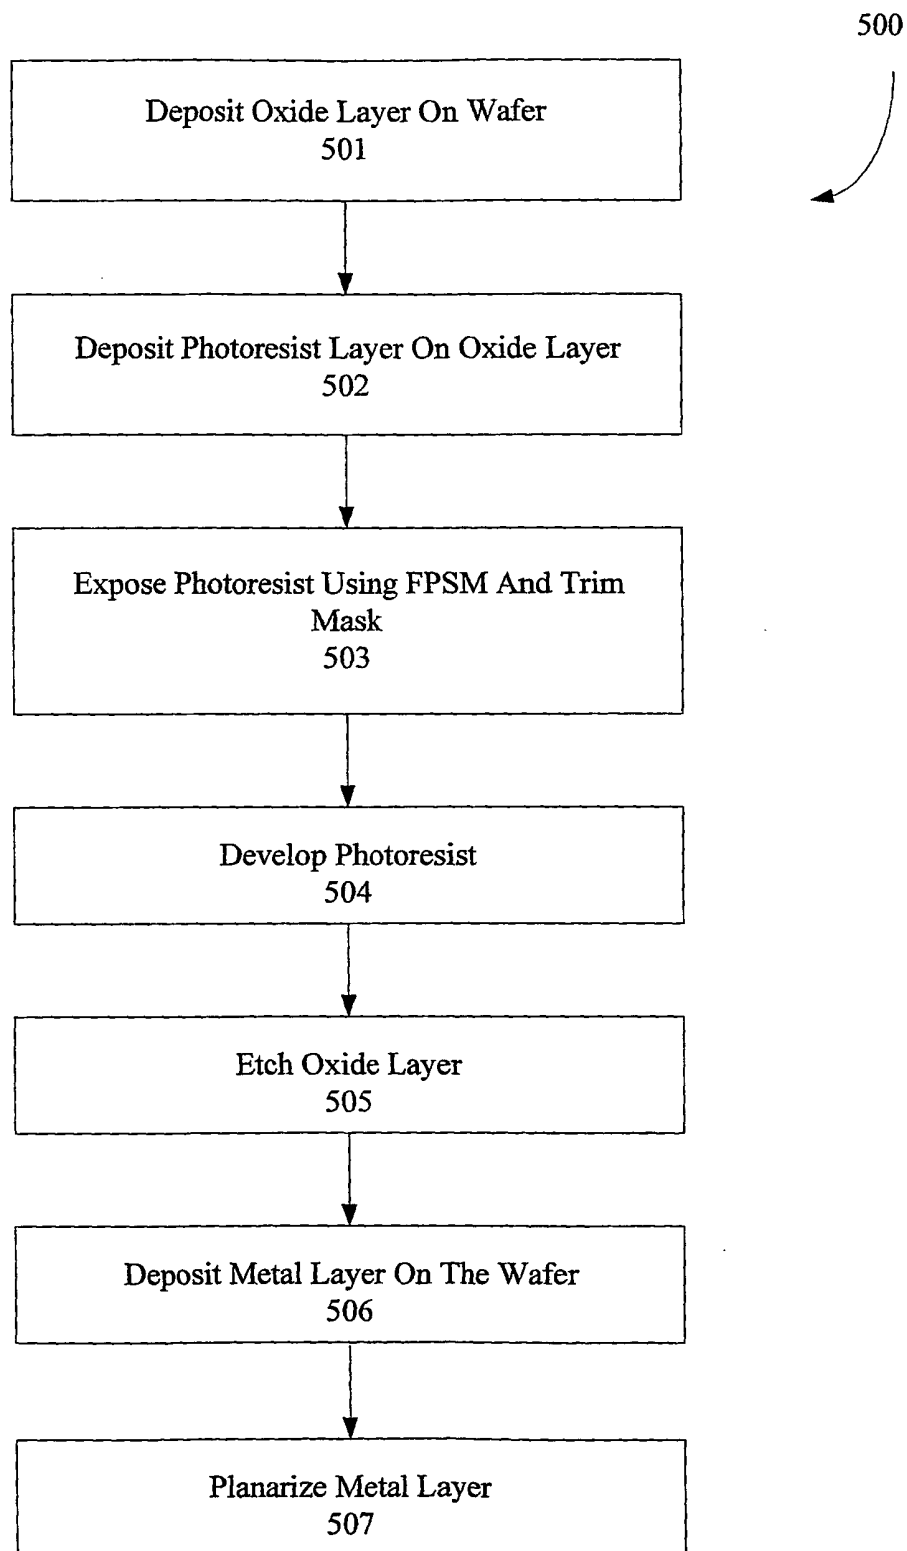 500
Deposit Oxide Layer On Wafer
501
Deposit Photoresist Layer On Oxide Layer
502
Expose Photoresist Using FPSM And Trim
Mask
503
Develop Photoresist
504
Etch Oxide Layer
505
Deposit Metal Layer On The Wafer
506
Planarize Metal Layer
507